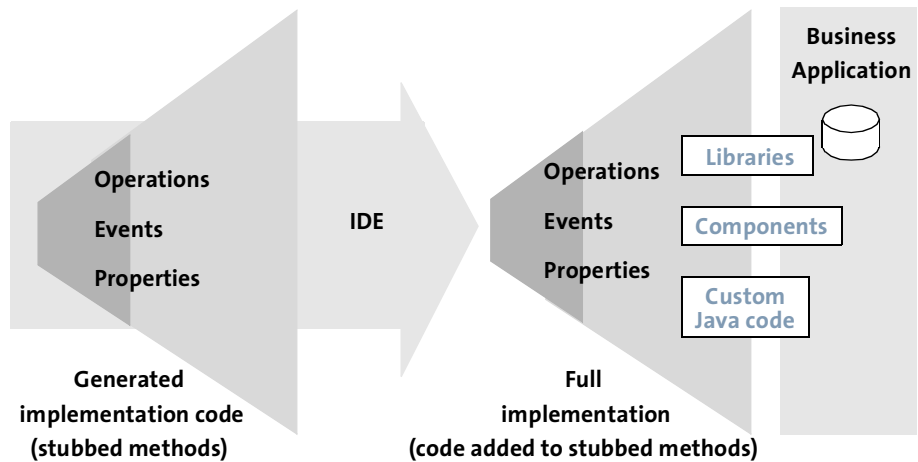 Operations
Events
Properties
Generated
implementation code
(stubbed methods)
IDE
Operations
Events
Properties
Full
implementation
(code added to stubbed methods)
Libraries
Components
Custom
Java code
Business
Application